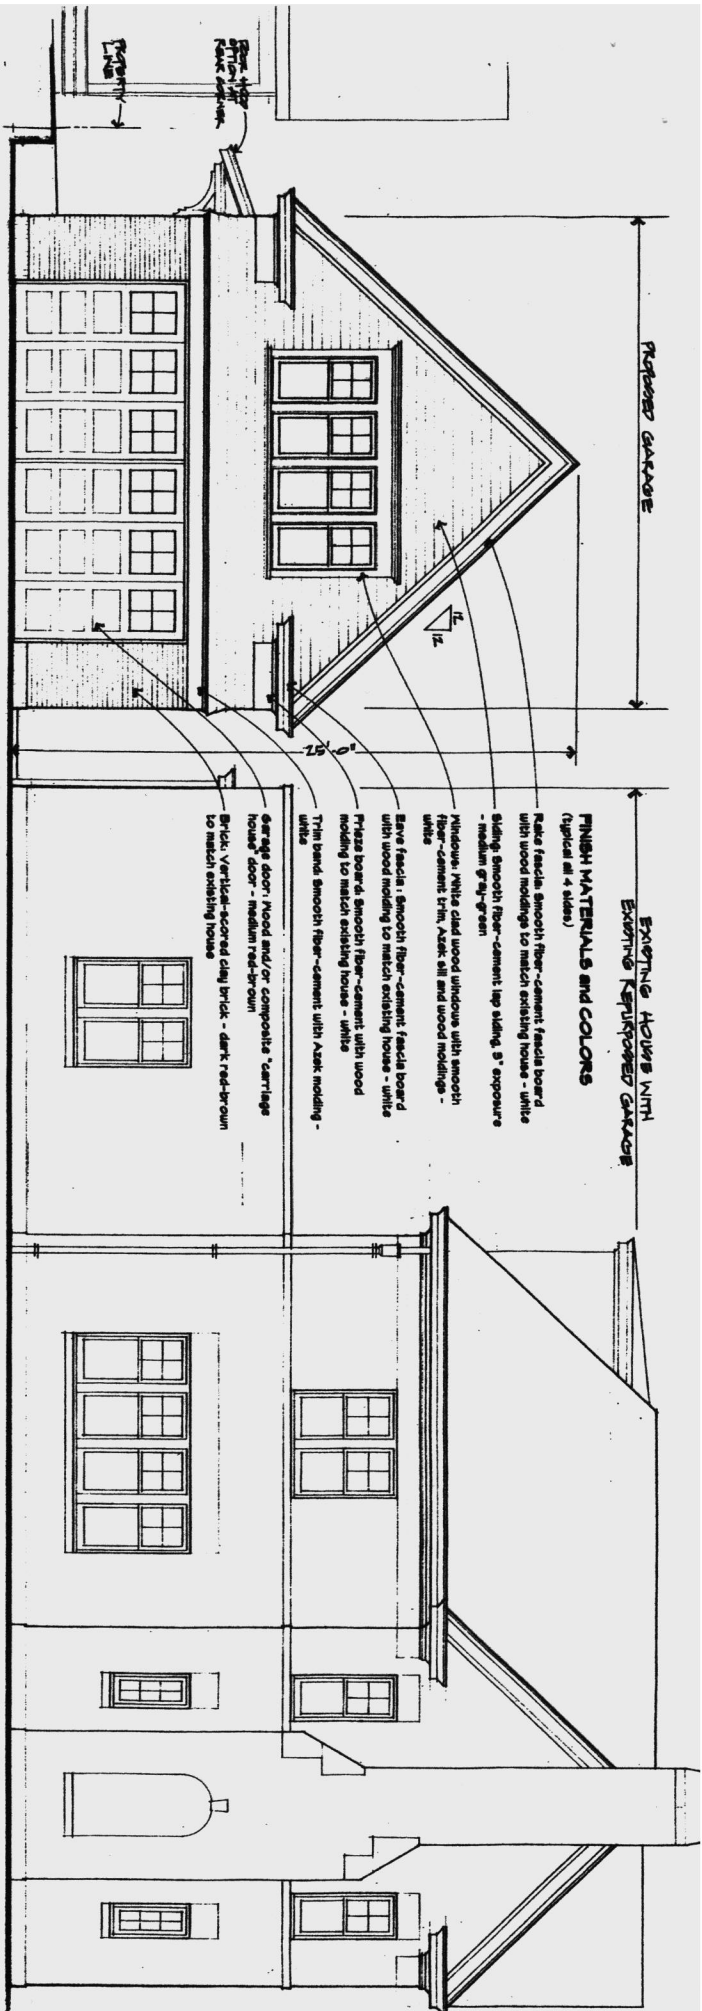 PROPERTY
LINE
DOOR HOOD
OPTION AT
REAR CORNER
PROPOSED GARAGE
12
12
25'-0"
EXISTING HOUSE WITH
EXISTING REPURPOSED GARAGE
FINISH MATERIALS and COLORS
(typical all 4 sides)
Rake fascia: Smooth fiber-cement fascia board
with wood moldings to match existing house - white
Siding: Smooth fiber-cement lap siding, 5" exposure
- medium gray-green
Windows: White clad wood windows with smooth
fiber-cement trim, Azek sill and wood moldings -
white
Eave fascia: Smooth fiber-cement fascia board
with wood molding to match existing house - white
Frieze board: Smooth fiber-cement with wood
molding to match existing house - white
Trim band: Smooth fiber-cement with Azek molding -
white
Garage door: Wood and/or composite "carriage
house" door - medium red-brown
Brick: Vertical-scored clay brick - dark red-brown
to match existing house